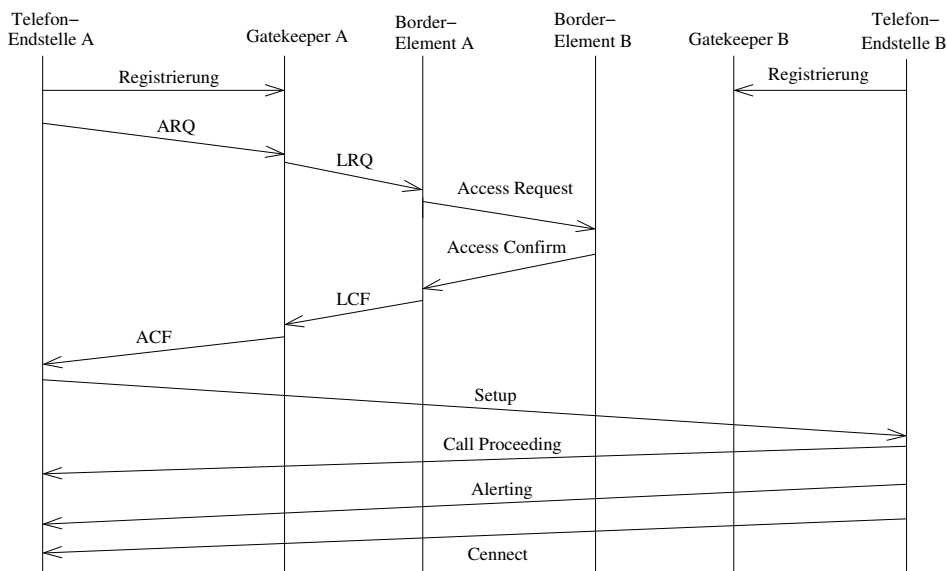 Telefon−
Endstelle A
Gatekeeper A
Border−
Element A
Border−
Element B
Gatekeeper B
Telefon−
Endstelle B
Registrierung
Registrierung
ARQ
LRQ
Access Request
Access Confirm
LCF
ACF
Setup
Call Proceeding
Alerting
Cennect